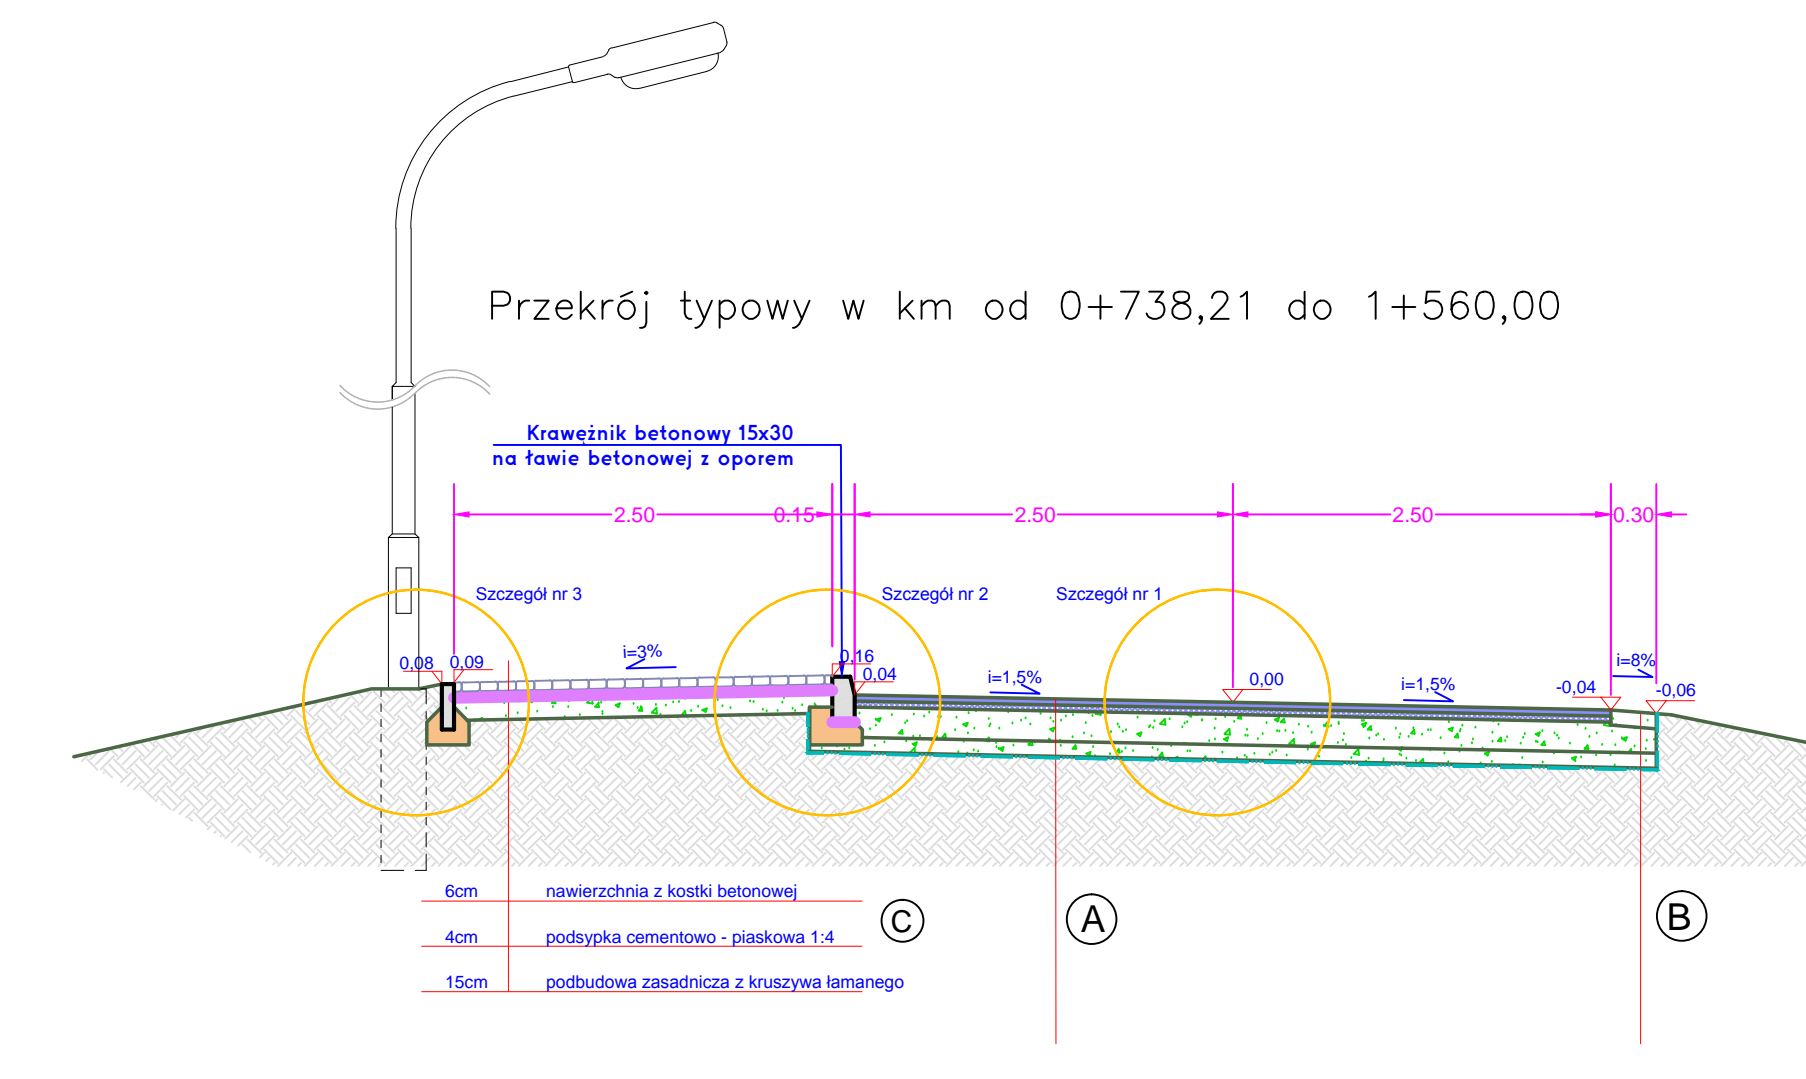 Przekrój typowy w km od 0+738,21 do 1+560,00
Krawężnik betonowy 15x30
na ławie betonowej z oporem
2.50
0.15
2.50
2.50
0.30
Szczegół nr 3
Szczegół nr 2
Szczegół nr 1
0,08
0,09
i=3%
0,16
0,04
i=1,5%
0,00
i=1,5%
-0,04
i=8%
-0,06
6cm nawierzchnia z kostki betonowej
4cm podsypka cementowo - piaskowa 1:4
15cm podbudowa zasadnicza z kruszywa łamanego
C
A
B